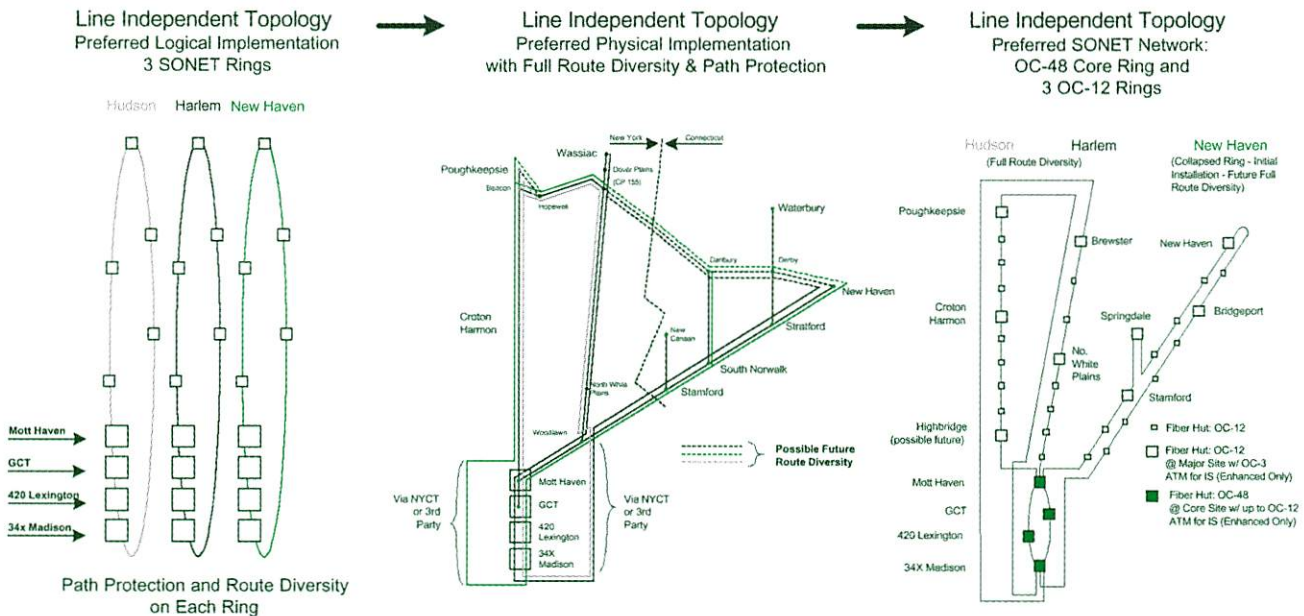 Line Independent Topology
Preferred Logical Implementation
3 SONET Rings
Hudson Harlem New Haven
Mott Haven
GCT
420 Lexington
34x Madison
Path Protection and Route Diversity
on Each Ring
Line Independent Topology
Preferred Physical Implementation
with Full Route Diversity & Path Protection
New York
Connecticut
Wassiac
Dover Plains
(CP 155)
Poughkeepsie
Beacon
Hopewell
Waterbury
Danbury
Derby
New Haven
Croton
Harmon
New
Canaan
Stratford
South Norwalk
North White
Plains
Stamford
Woodlawn
Possible Future
Route Diversity
Mott Haven
GCT
420
Lexington
34X
Madison
Via NYCT
or 3rd
Party
Via NYCT
or 3rd
Party
Line Independent Topology
Preferred SONET Network:
OC-48 Core Ring and
3 OC-12 Rings
Hudson
(Full Route Diversity)
Harlem
New Haven
(Collapsed Ring - Initial
Installation - Future Full
Route Diversity)
Poughkeepsie
Brewster
New Haven
Croton
Harmon
Springdale
Bridgeport
No.
White
Plains
Stamford
Highbridge
(possible future)
Mott Haven
GCT
420 Lexington
34X Madison
Fiber Hut: OC-12
Fiber Hut: OC-12
@ Major Site w/ OC-3
ATM for IS (Enhanced Only)
Fiber Hut: OC-48
@ Core Site w/ up to OC-12
ATM for IS (Enhanced Only)